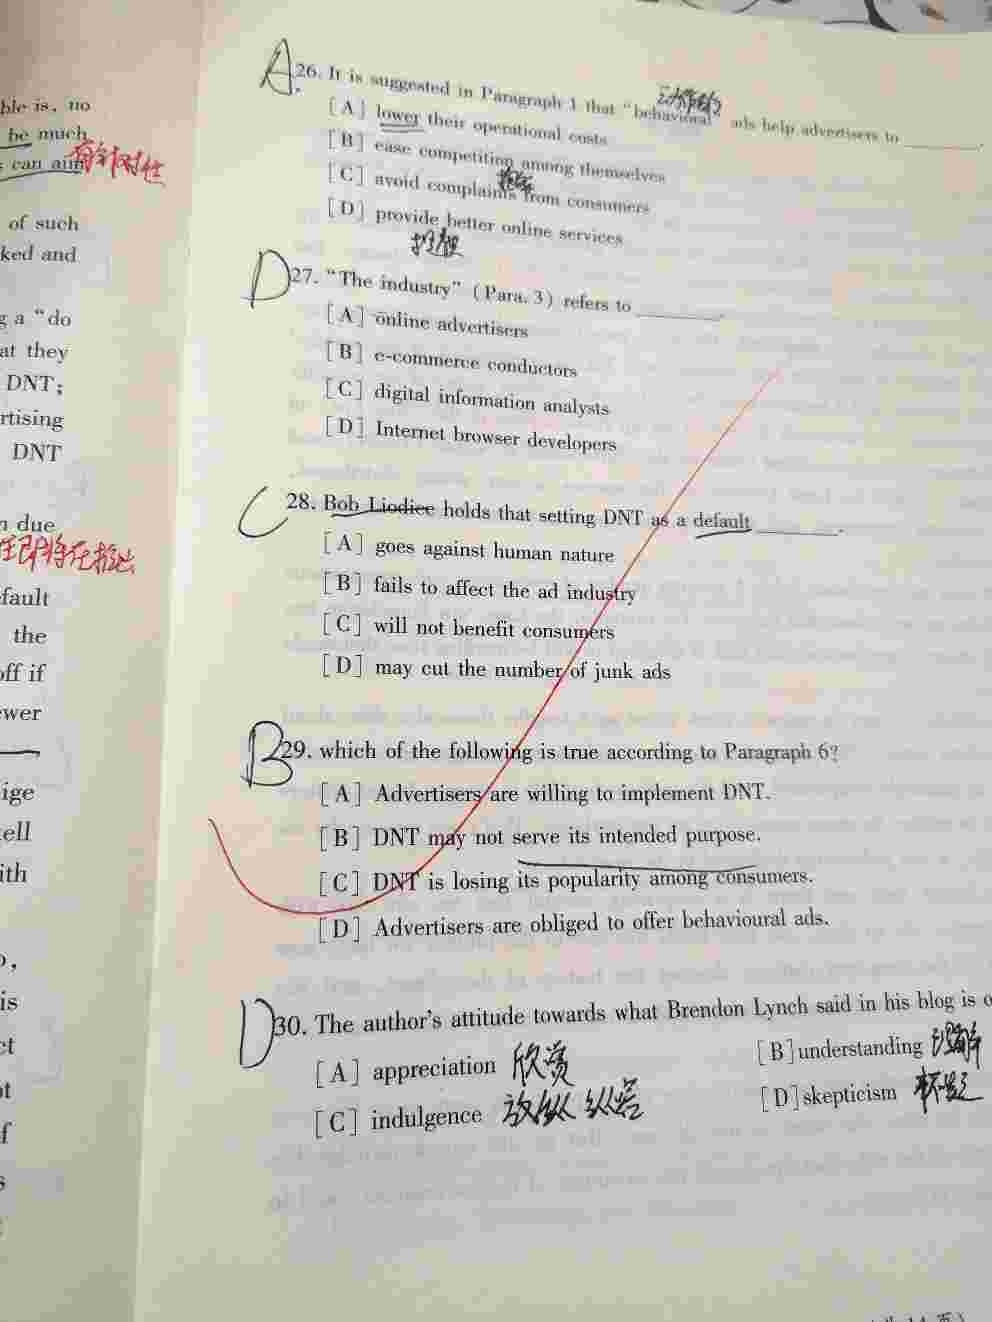 ble is, no
be much
can aim
有针对性
of such
ked and
g a "do
at they
DNT;
rtising
DNT
n due
fault
the
off if
ewer
ige
ell
ith
o,
is
ct
ot
f
s
A.
26. It is suggested in Paragraph 1 that "behavioral" ads help advertisers to ________.
[A] lower their operational costs
[B] ease competition among themselves
[C] avoid complaints from consumers
[D] provide better online services
D
27. "The industry" (Para. 3) refers to ________.
[A] online advertisers
[B] e-commerce conductors
[C] digital information analysts
[D] Internet browser developers
C
28. Bob Liodice holds that setting DNT as a default ________.
[A] goes against human nature
[B] fails to affect the ad industry
[C] will not benefit consumers
[D] may cut the number of junk ads
B
29. which of the following is true according to Paragraph 6?
[A] Advertisers are willing to implement DNT.
[B] DNT may not serve its intended purpose.
[C] DNT is losing its popularity among consumers.
[D] Advertisers are obliged to offer behavioural ads.
D
30. The author's attitude towards what Brendon Lynch said in his blog is o
[A] appreciation 欣赏 [B] understanding 理解
[C] indulgence 放纵 纵容 [D] skepticism 怀疑